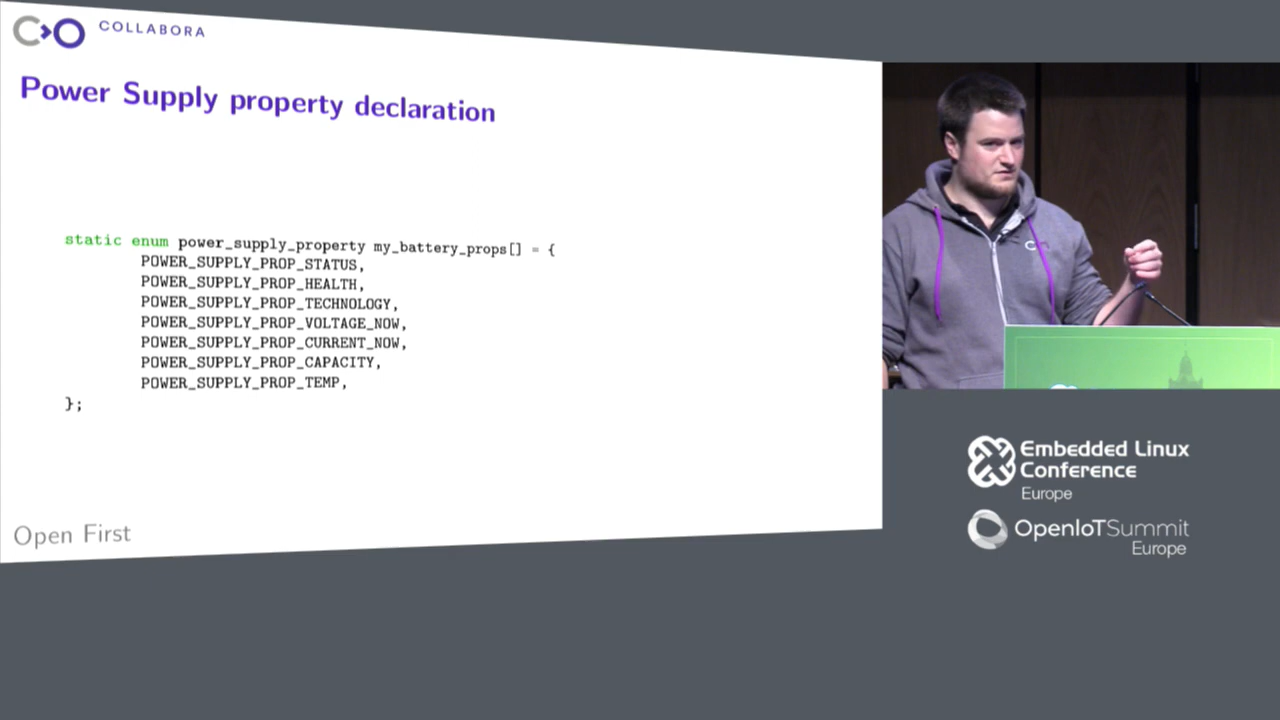 COLLABORA
Power Supply property declaration
static enum power_supply_property my_battery_props[] = {
POWER_SUPPLY_PROP_STATUS,
POWER_SUPPLY_PROP_HEALTH,
POWER_SUPPLY_PROP_TECHNOLOGY,
POWER_SUPPLY_PROP_VOLTAGE_NOW,
POWER_SUPPLY_PROP_CURRENT_NOW,
POWER_SUPPLY_PROP_CAPACITY,
POWER_SUPPLY_PROP_TEMP,
};
Open First
Embedded Linux
Conference
Europe
OpenIoTSummit
Europe